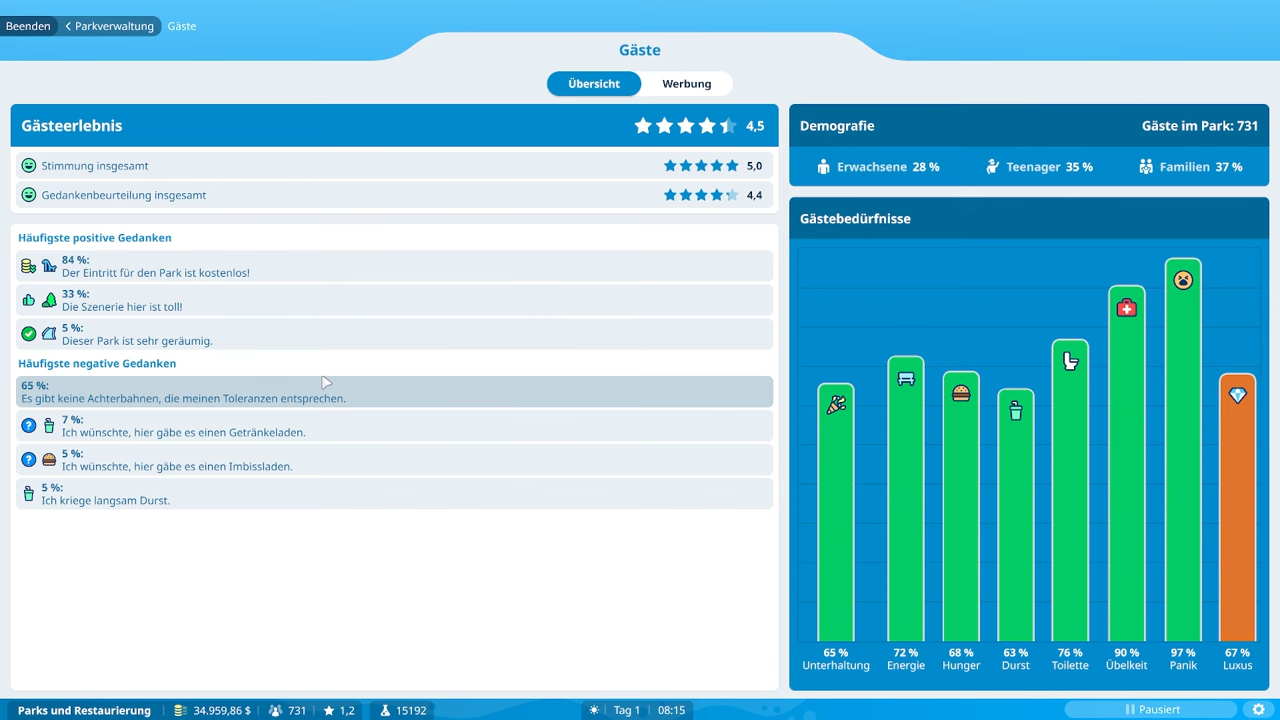 Beenden
Parkverwaltung
Gäste
Gäste
Übersicht
Werbung
Gästeerlebnis
4,5
Stimmung insgesamt
5,0
Gedankenbeurteilung insgesamt
4,4
Häufigste positive Gedanken
84 %:
Der Eintritt für den Park ist kostenlos!
33 %:
Die Szenerie hier ist toll!
5 %:
Dieser Park ist sehr geräumig.
Häufigste negative Gedanken
65 %:
Es gibt keine Achterbahnen, die meinen Toleranzen entsprechen.
7 %:
Ich wünschte, hier gäbe es einen Getränkeladen.
5 %:
Ich wünschte, hier gäbe es einen Imbissladen.
5 %:
Ich kriege langsam Durst.
Demografie
Gäste im Park: 731
Erwachsene 28 %
Teenager 35 %
Familien 37 %
Gästebedürfnisse
65 %
Unterhaltung
72 %
Energie
68 %
Hunger
63 %
Durst
76 %
Toilette
90 %
Übelkeit
97 %
Panik
67 %
Luxus
Parks und Restaurierung
34.959,86 $
731
1,2
15192
Tag 1
08:15
Pausiert